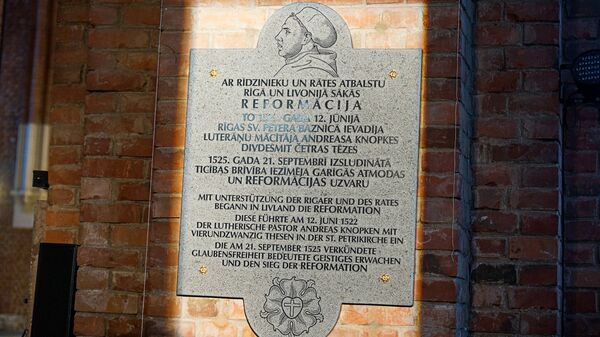 AR RĪDZINIEKU UN RĀTES ATBALSTU
RĪGĀ UN LIVONIJĀ SĀKĀS
REFORMĀCIJA
TO GADA 12. JŪNIJĀ
RĪGAS SV. PĒTERA BAZNĪCĀ IEVADĪJA
LUTERĀŅU MĀCĪTĀJA ANDREASA KNOPKES
DIVDESMIT ČETRAS TĒZES
1525. GADA 21. SEPTEMBRĪ IZSLUDINĀTĀ
TICĪBAS BRĪVĪBA IEZĪMĒJA GARĪGĀS ATMODAS
UN REFORMĀCIJAS UZVARU
MIT UNTERSTÜTZUNG DER RIGAER UND DES RATES
BEGANN IN LIVLAND DIE REFORMATION
DIESE FÜHRTE AM 12. JUNI 1522
DER LUTHERISCHE PASTOR ANDREAS KNOPKEN MIT
VIERUNDZWANZIG THESEN IN DER ST. PETRIKIRCHE EIN
DIE AM 21. SEPTEMBER 1525 VERKÜNDETE
GLAUBENSFREIHEIT BEDEUTETE GEISTIGES ERWACHEN
UND DEN SIEG DER REFORMATION